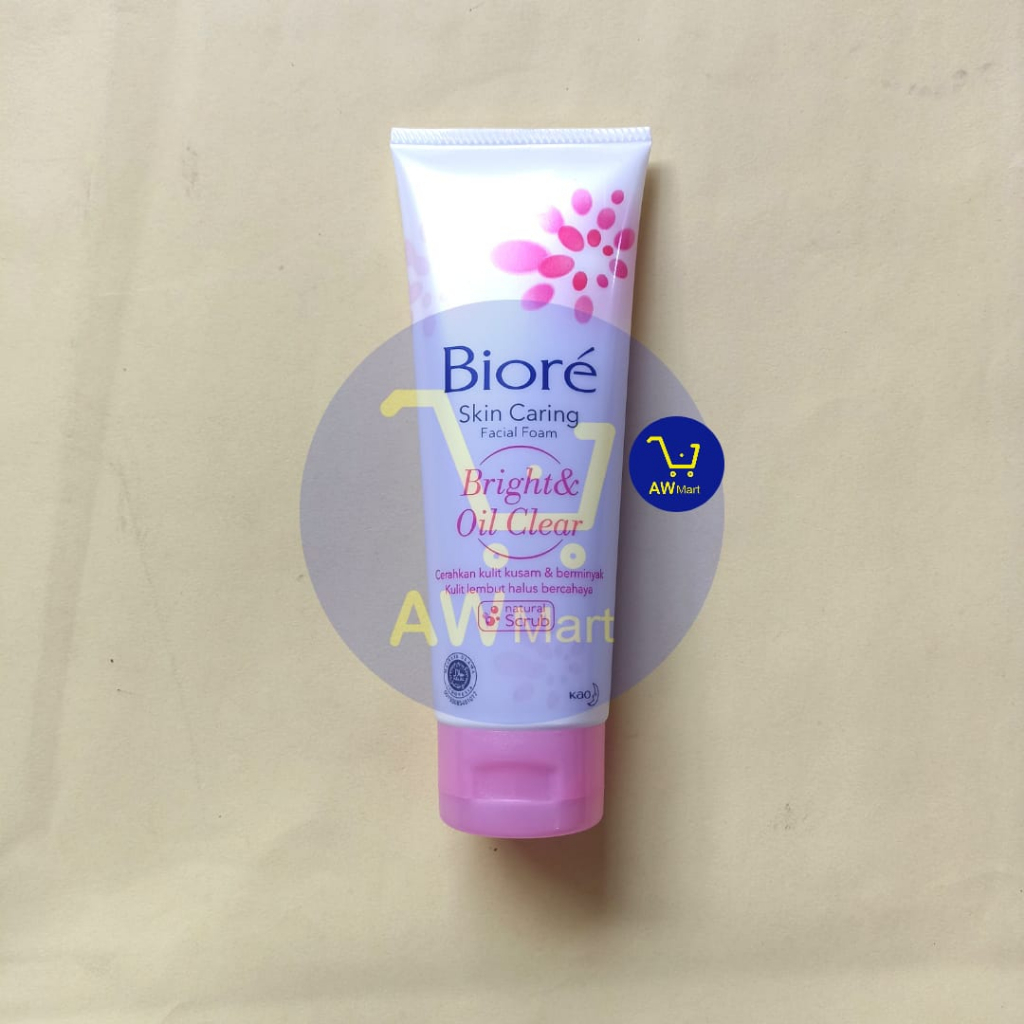 Bioré
Skin Caring
Facial Foam
Bright&
Oil Clear
Cerahkan kulit kusam & berminyak
Kulit lembut halus bercahaya
natural
Scrub
Kao
AW Mart
AW Mart